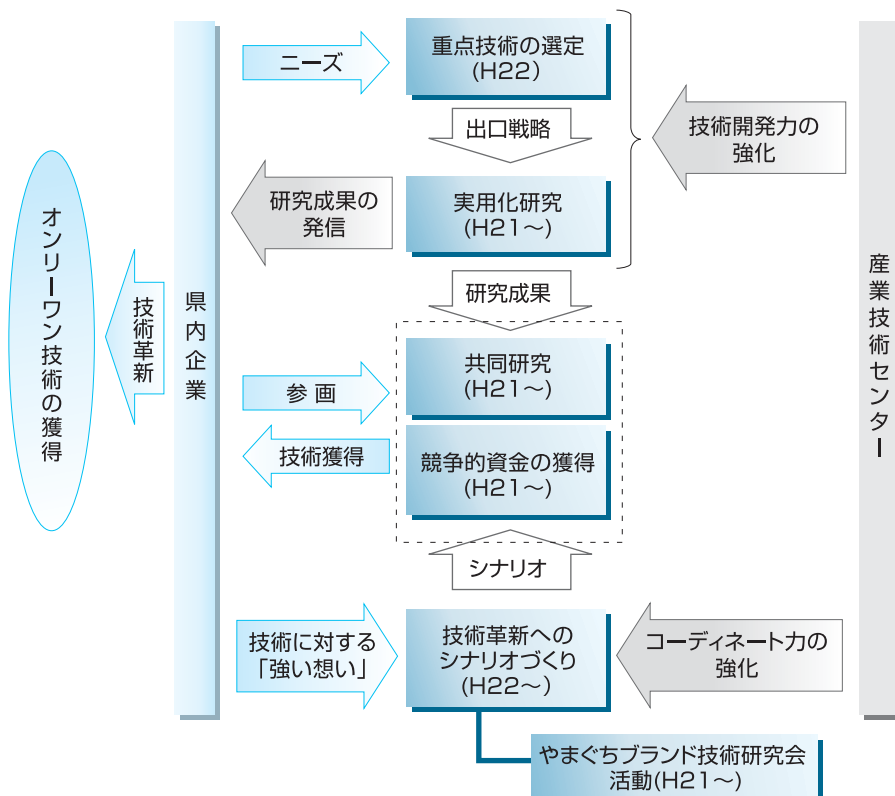 ニーズ
重点技術の選定
(H22)
出口戦略
技術開発力の
強化
研究成果の
発信
実用化研究
(H21～)
研究成果
オンリーワン技術の獲得
技術革新
県内企業
産業技術センター
参画
共同研究
(H21～)
技術獲得
競争的資金の獲得
(H21～)
シナリオ
技術に対する
「強い想い」
技術革新への
シナリオづくり
(H22～)
コーディネート力の
強化
やまぐちブランド技術研究会
活動(H21～)